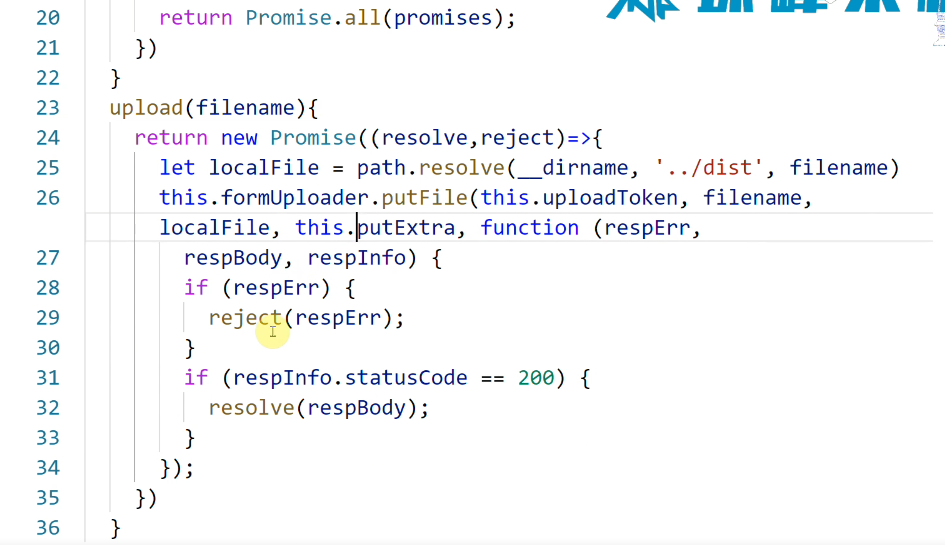 20 return Promise.all(promises);
21 })
22 }
23 upload(filename){
24 return new Promise((resolve,reject)=>{
25 let localFile = path.resolve(__dirname, '../dist', filename)
26 this.formUploader.putFile(this.uploadToken, filename,
localFile, this.putExtra, function (respErr,
27 respBody, respInfo) {
28 if (respErr) {
29 reject(respErr);
30 }
31 if (respInfo.statusCode == 200) {
32 resolve(respBody);
33 }
34 });
35 })
36 }